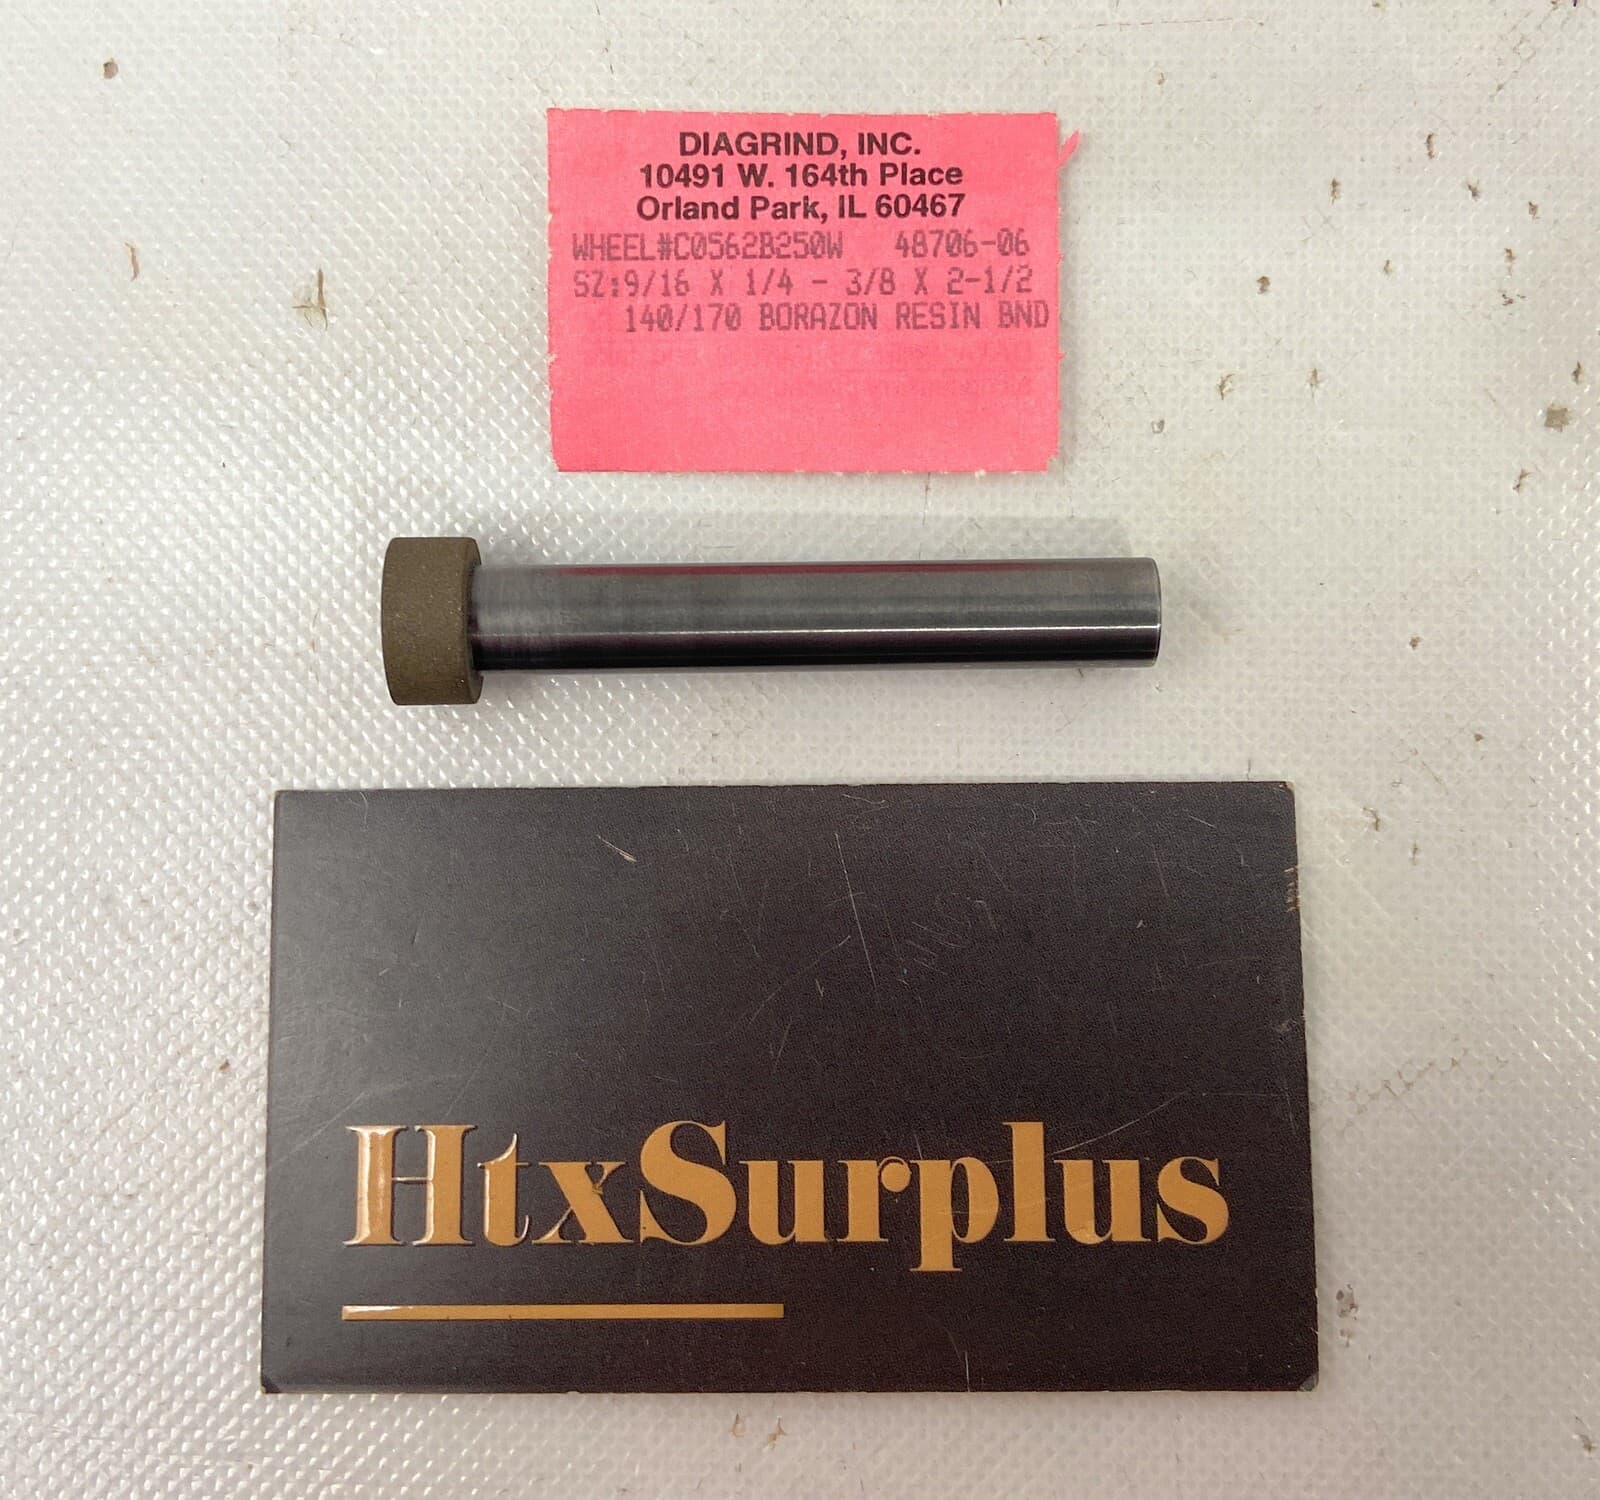 DIAGRIND, INC.
10491 W. 164th Place
Orland Park, IL 60467
WHEEL#C0562B250W 48706-06
SZ:9/16 X 1/4 - 3/8 X 2-1/2
140/170 BORAZON RESIN BND
HtxSurplus